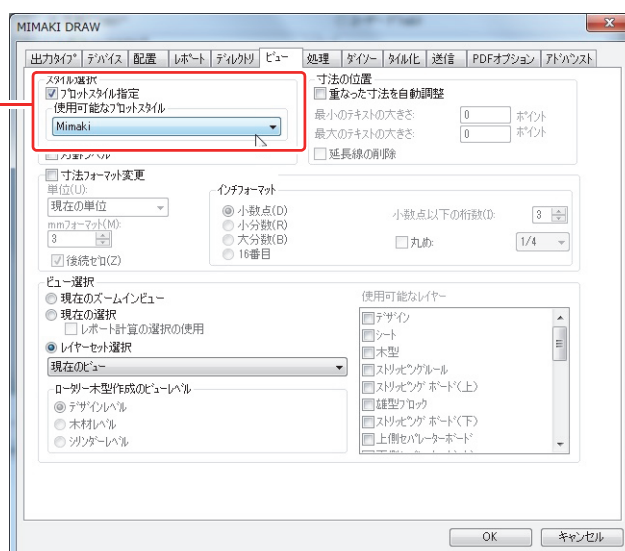 MIMAKI DRAW
出力ﾀｲﾌﾟ ﾃﾞﾊﾞｲｽ 配置 ﾚﾎﾟｰﾄ ﾃﾞｨﾚｸﾄﾘ ﾋﾞｭｰ 処理 ﾀﾞｲｿｰ ﾀｲﾙ化 送信 PDFｵﾌﾟｼｮﾝ ｱﾄﾞﾊﾞﾝｽﾄ
ｽﾀｲﾙ選択
ﾌﾟﾛｯﾄｽﾀｲﾙ指定
使用可能なﾌﾟﾛｯﾄｽﾀｲﾙ
Mimaki
寸法の位置
重なった寸法を自動調整
最小のﾃｷｽﾄの大きさ: 0 ﾎﾟｲﾝﾄ
最大のﾃｷｽﾄの大きさ: 0 ﾎﾟｲﾝﾄ
延長線の削除
寸法ﾌｫｰﾏｯﾄ変更
単位(U):
現在の単位
mmﾌｫｰﾏｯﾄ(M):
3
後続ｾﾞﾛ(Z)
ｲﾝﾁﾌｫｰﾏｯﾄ
小数点(D)
小分数(R)
大分数(B)
16番目
小数点以下の桁数(I): 3
丸め: 1/4
ﾋﾞｭｰ選択
現在のｽﾞｰﾑｲﾝﾋﾞｭｰ
現在の選択
ﾚﾎﾟｰﾄ計算の選択の使用
ﾚｲﾔｰｾｯﾄ選択
現在のﾋﾞｭｰ
ﾛｰﾀﾘｰ木型作成のﾋﾞｭｰﾚﾍﾞﾙ
ﾃﾞｻﾞｲﾝﾚﾍﾞﾙ
木材ﾚﾍﾞﾙ
ｼﾘﾝﾀﾞｰﾚﾍﾞﾙ
使用可能なﾚｲﾔｰ
ﾃﾞｻﾞｲﾝ
ｼｰﾄ
木型
ｽﾄﾘｯﾋﾟﾝｸﾞﾙｰﾙ
ｽﾄﾘｯﾋﾟﾝｸﾞ ﾎﾞｰﾄﾞ(上)
雄型ﾌﾞﾛｯｸ
ｽﾄﾘｯﾋﾟﾝｸﾞ ﾎﾞｰﾄﾞ(下)
上側ｾﾊﾟﾚｰﾀｰﾎﾞｰﾄﾞ
OK キャンセル